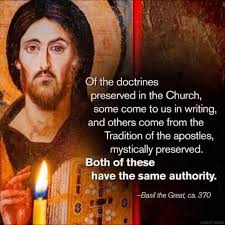 Of the doctrines
preserved in the Church,
some come to us in writing,
and others come from the
Tradition of the apostles,
mystically preserved.
Both of these
have the same authority.
–Basil the Great, ca. 370